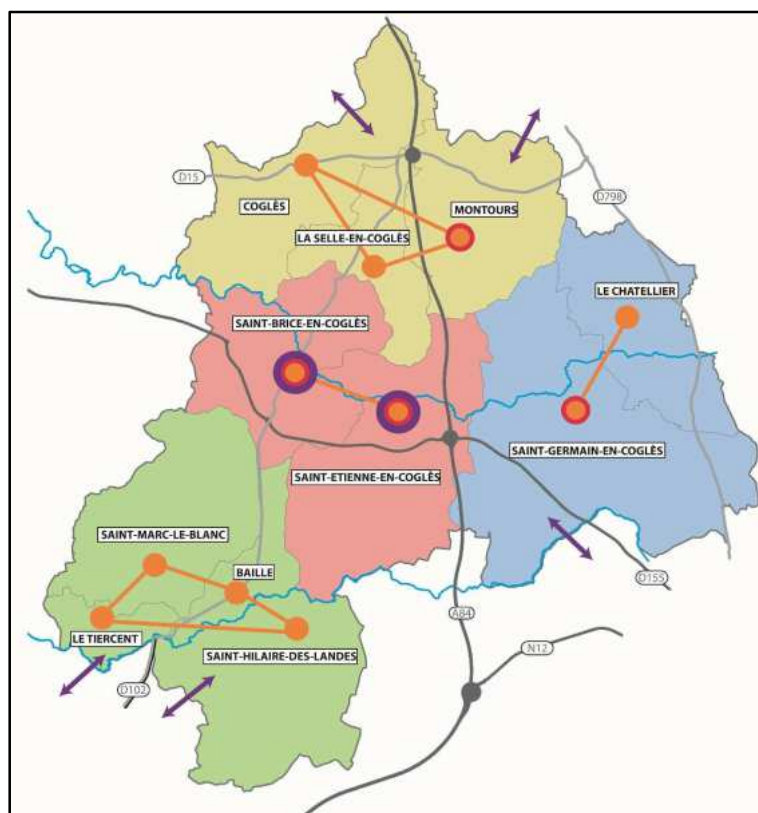 D15
COGLÈS
MONTOURS
D798
LA SELLE-EN-COGLÈS
LE CHATELLIER
SAINT-BRICE-EN-COGLÈS
SAINT-GERMAIN-EN-COGLÈS
SAINT-ETIENNE-EN-COGLÈS
SAINT-MARC-LE-BLANC
BAILLE
D155
A84
LE TIERCENT
SAINT-HILAIRE-DES-LANDES
N12
D102